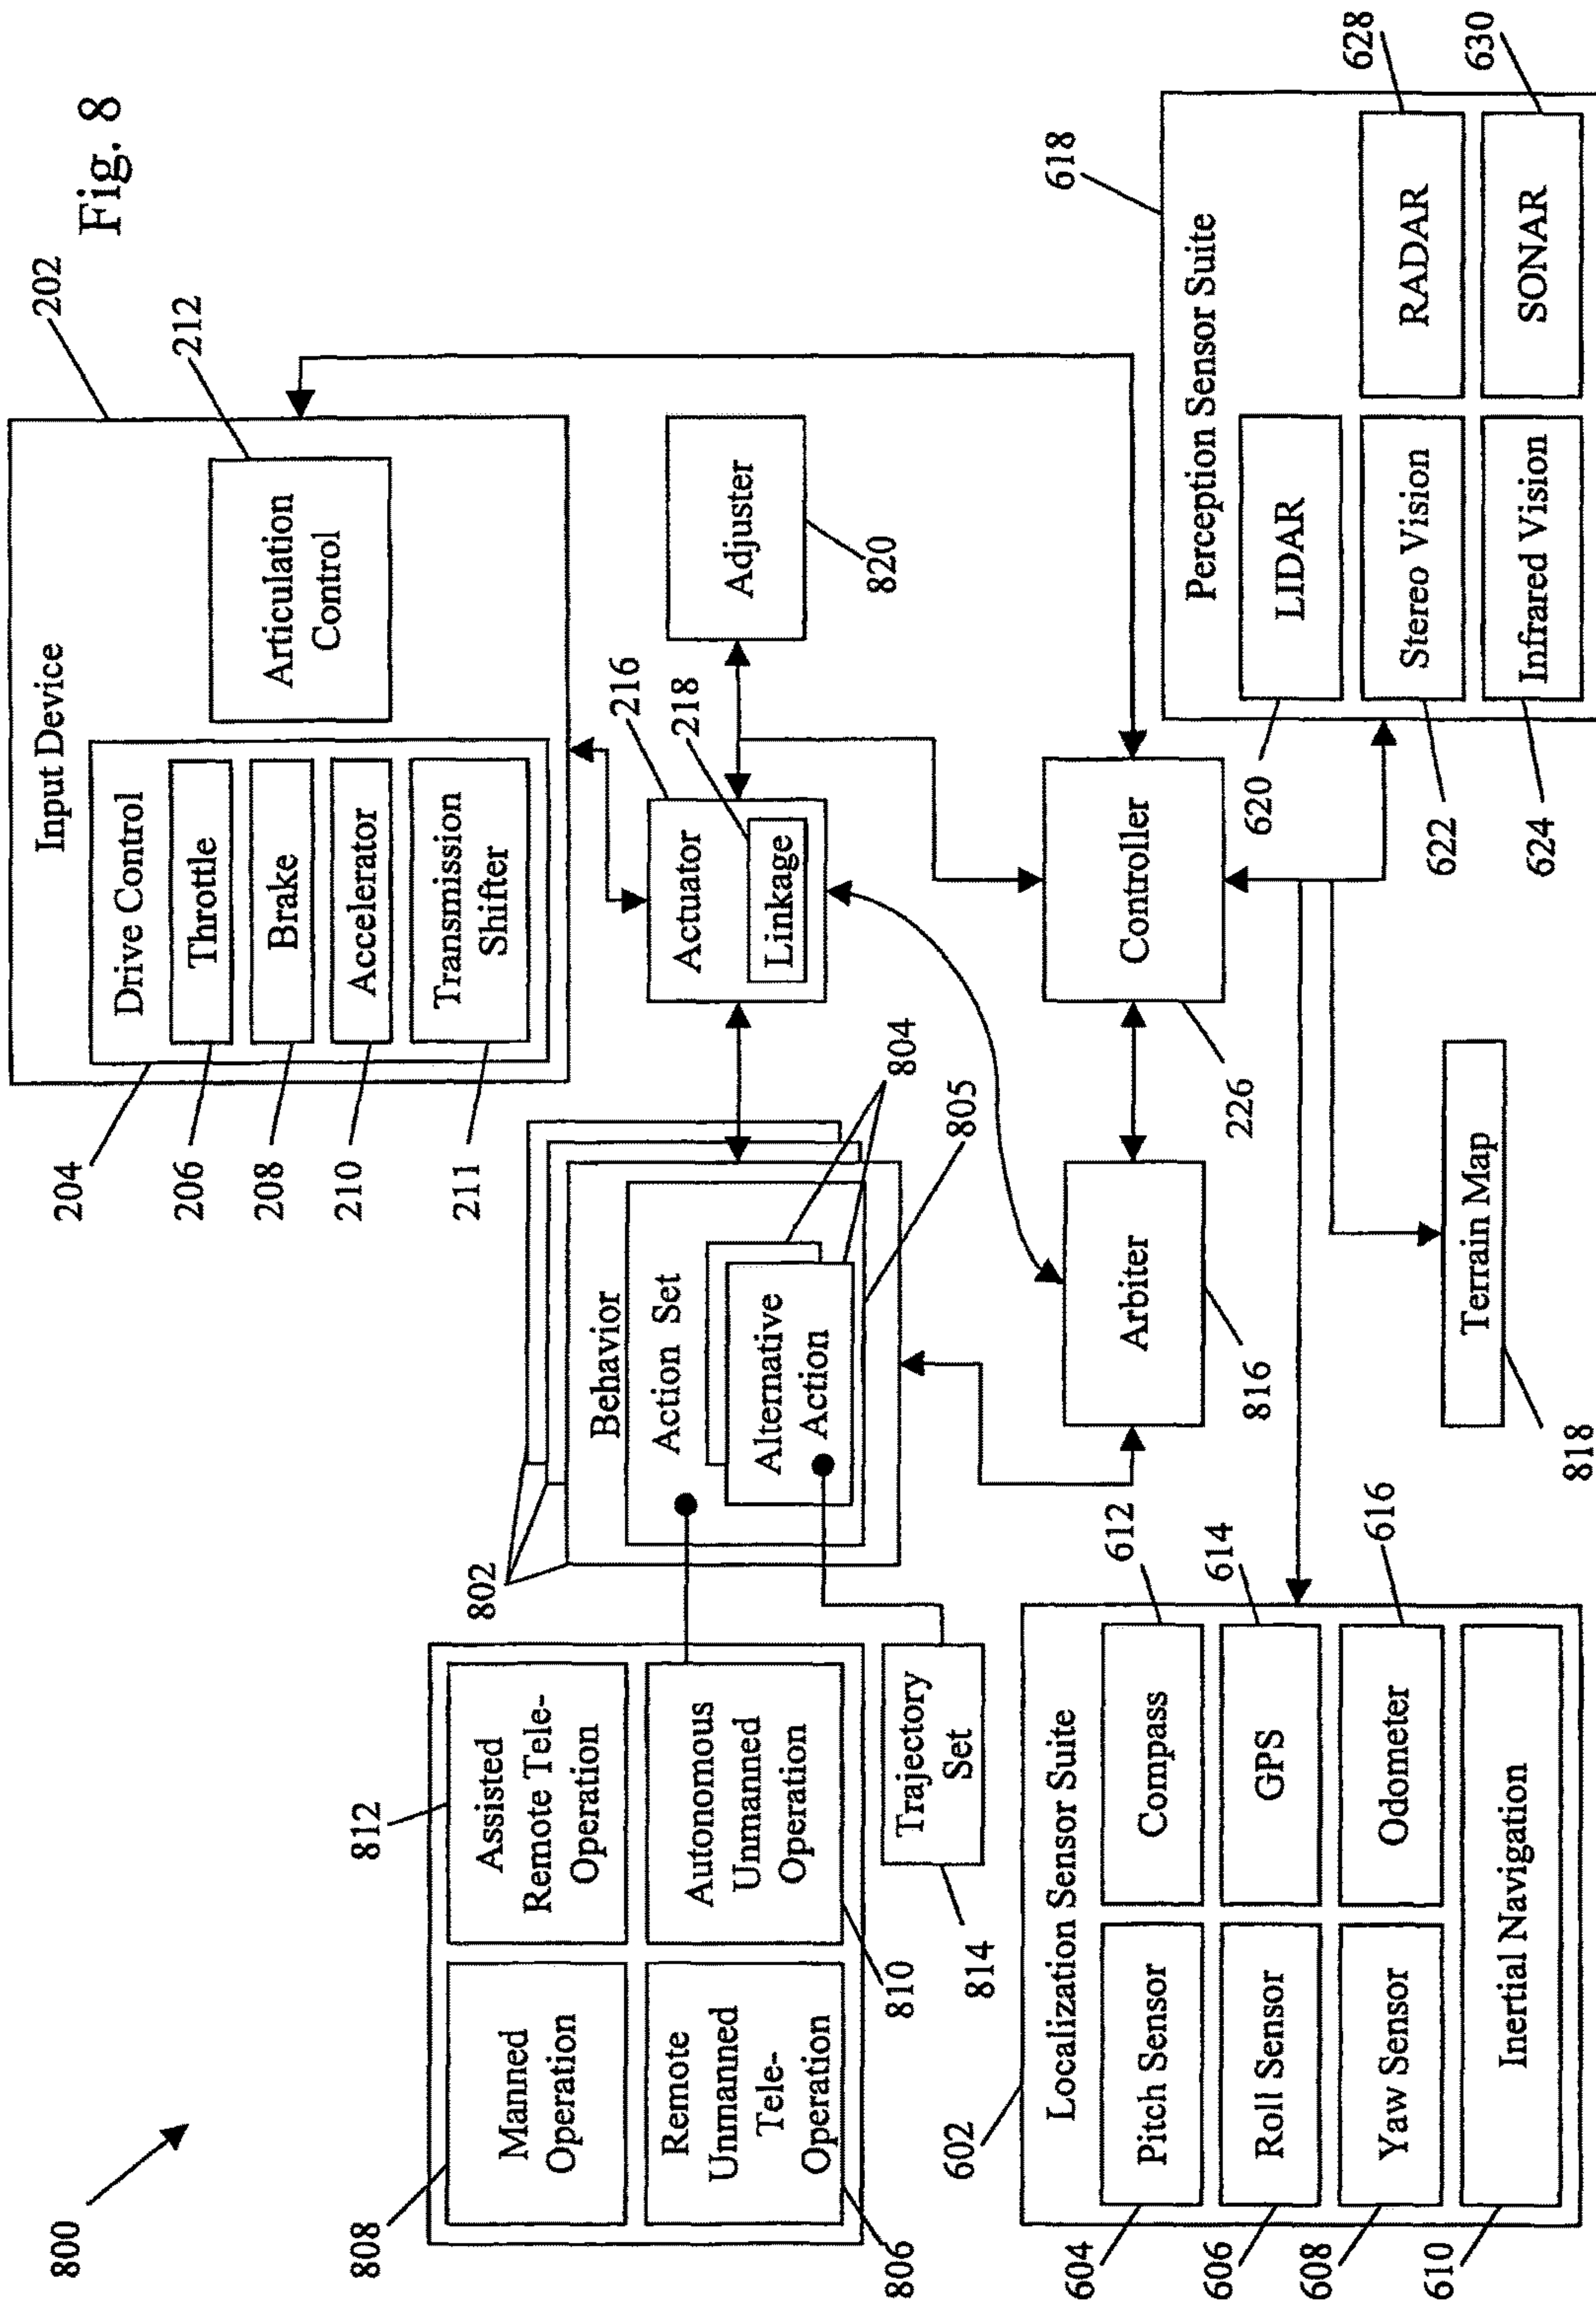 Fig. 8
800
Input Device
202
Drive Control
204
Throttle
206
Brake
208
Accelerator
210
Transmission
Shifter
211
Articulation
Control
212
808
Manned
Operation
812
Assisted
Remote Tele-
Operation
Remote
Unmanned
Tele-
Operation
806
Autonomous
Unmanned
Operation
810
Trajectory
Set
814
802
Behavior
Action Set
Alternative
Action
804
805
Actuator
216
Linkage
218
Adjuster
820
Arbiter
816
Controller
226
Terrain Map
818
602
Localization Sensor Suite
Pitch Sensor
604
Compass
612
Roll Sensor
606
GPS
614
Yaw Sensor
608
Odometer
616
Inertial Navigation
610
Perception Sensor Suite
618
LIDAR
620
Stereo Vision
622
RADAR
628
Infrared Vision
624
SONAR
630